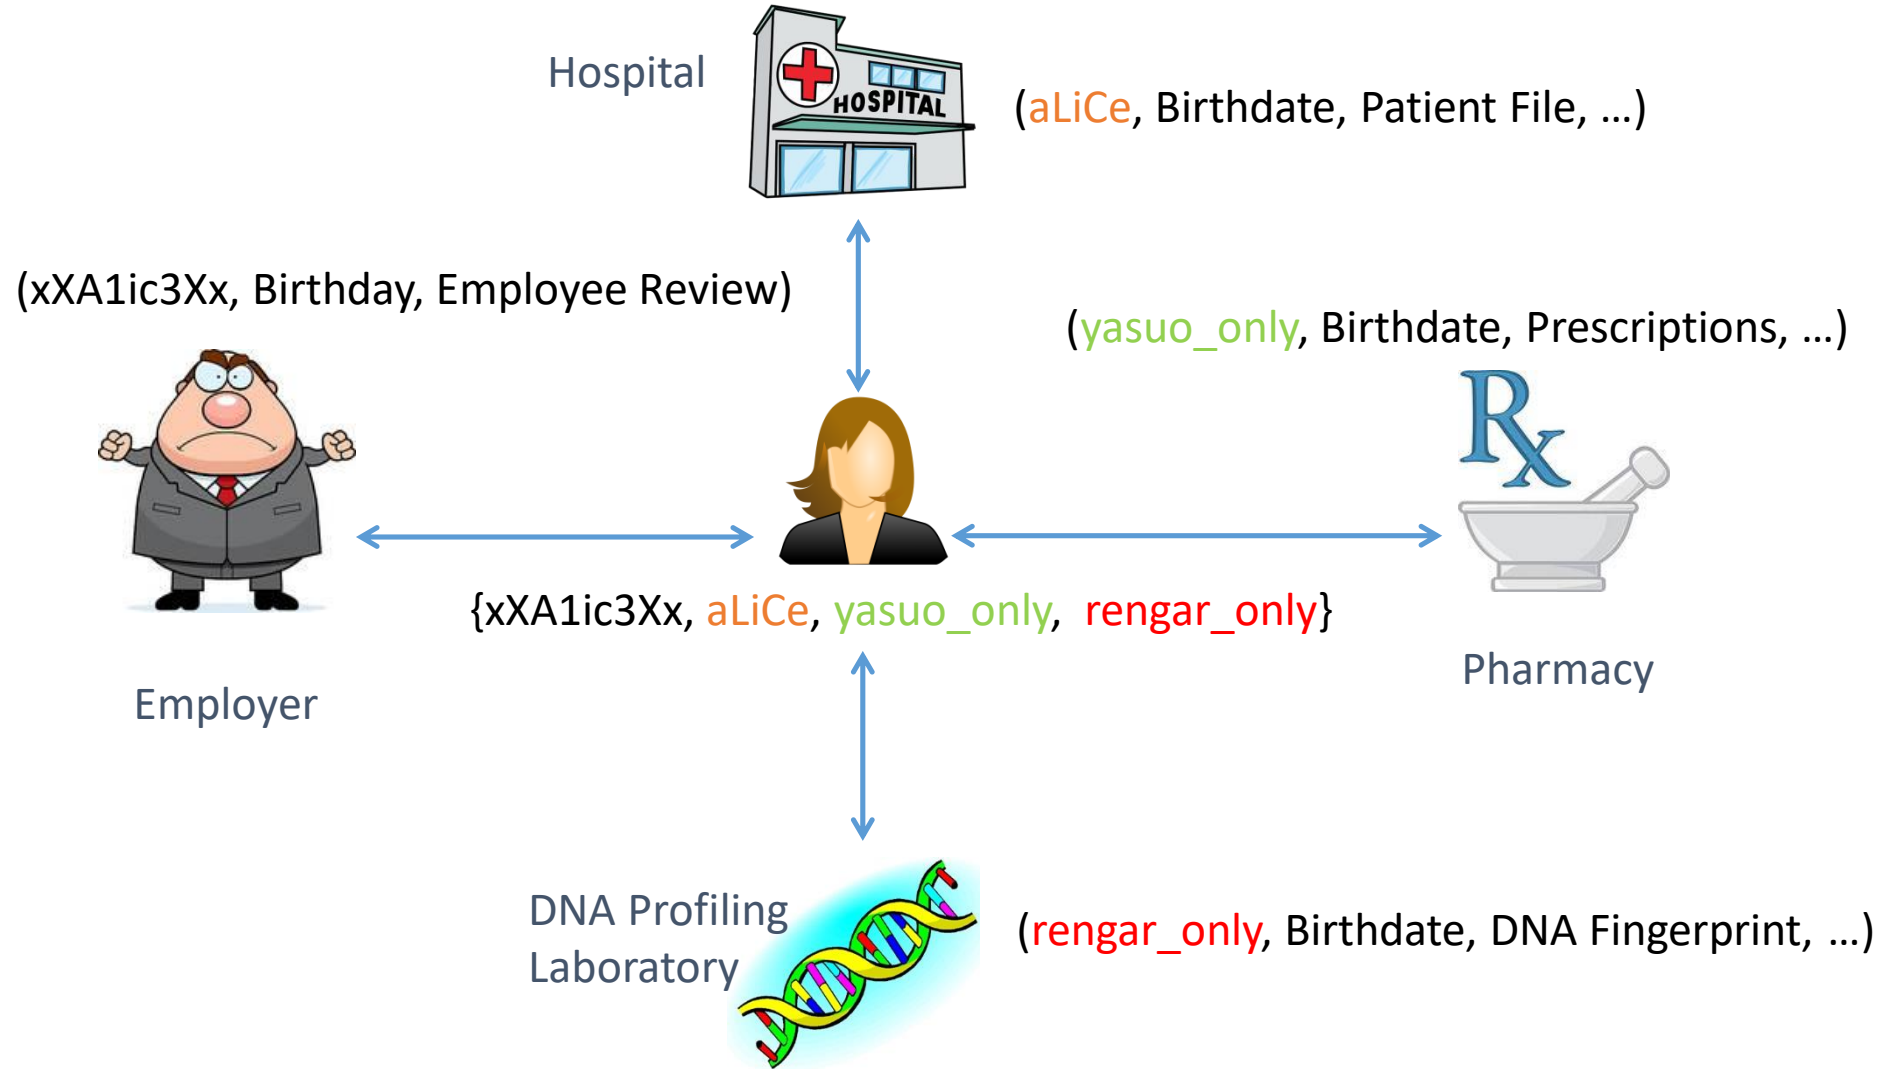 Hospital
HOSPITAL
(aLiCe, Birthdate, Patient File, ...)
(xXA1ic3Xx, Birthday, Employee Review)
(yasuo_only, Birthdate, Prescriptions, ...)
Rx
{xXA1ic3Xx, aLiCe, yasuo_only, rengar_only}
Employer
Pharmacy
DNA Profiling
Laboratory
(rengar_only, Birthdate, DNA Fingerprint, ...)